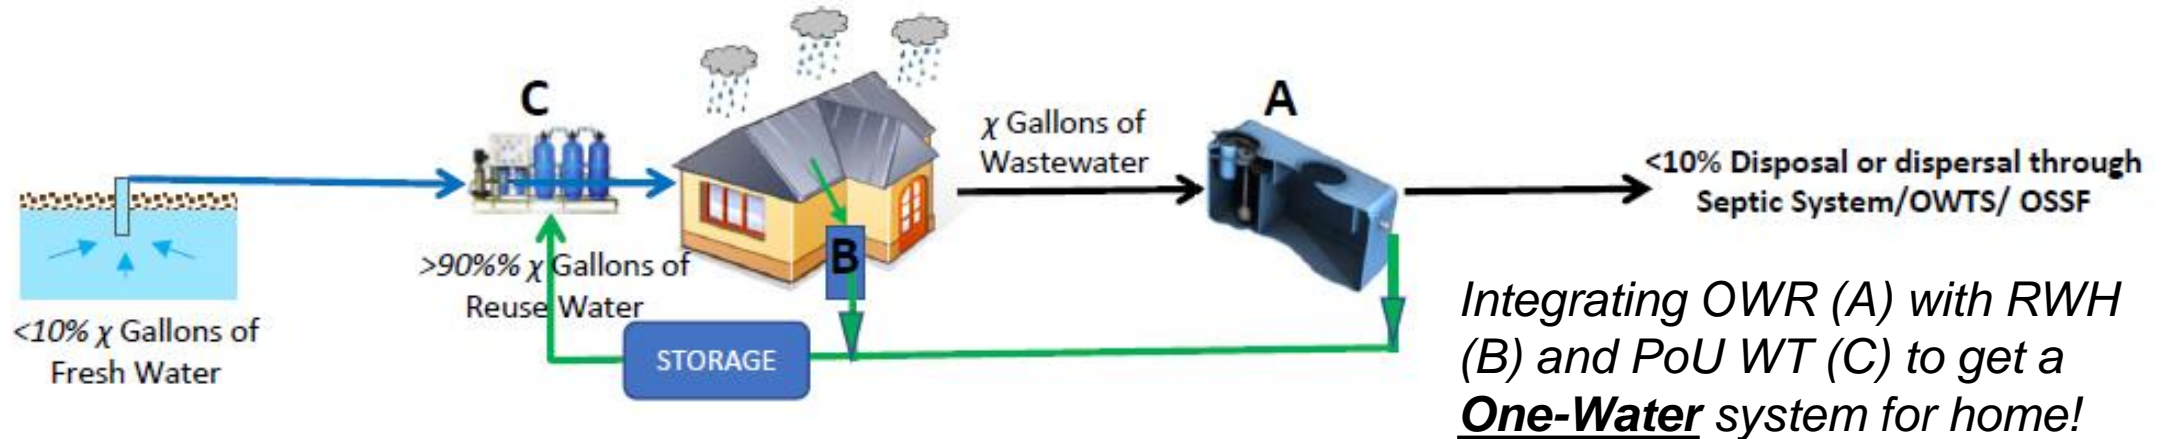 C
A
χ Gallons of
Wastewater
<10% Disposal or dispersal through
Septic System/OWTS/ OSSF
B
>90%% χ Gallons of
Reuse Water
<10% χ Gallons of
Fresh Water
STORAGE
Integrating OWR (A) with RWH
(B) and PoU WT (C) to get a
One-Water system for home!